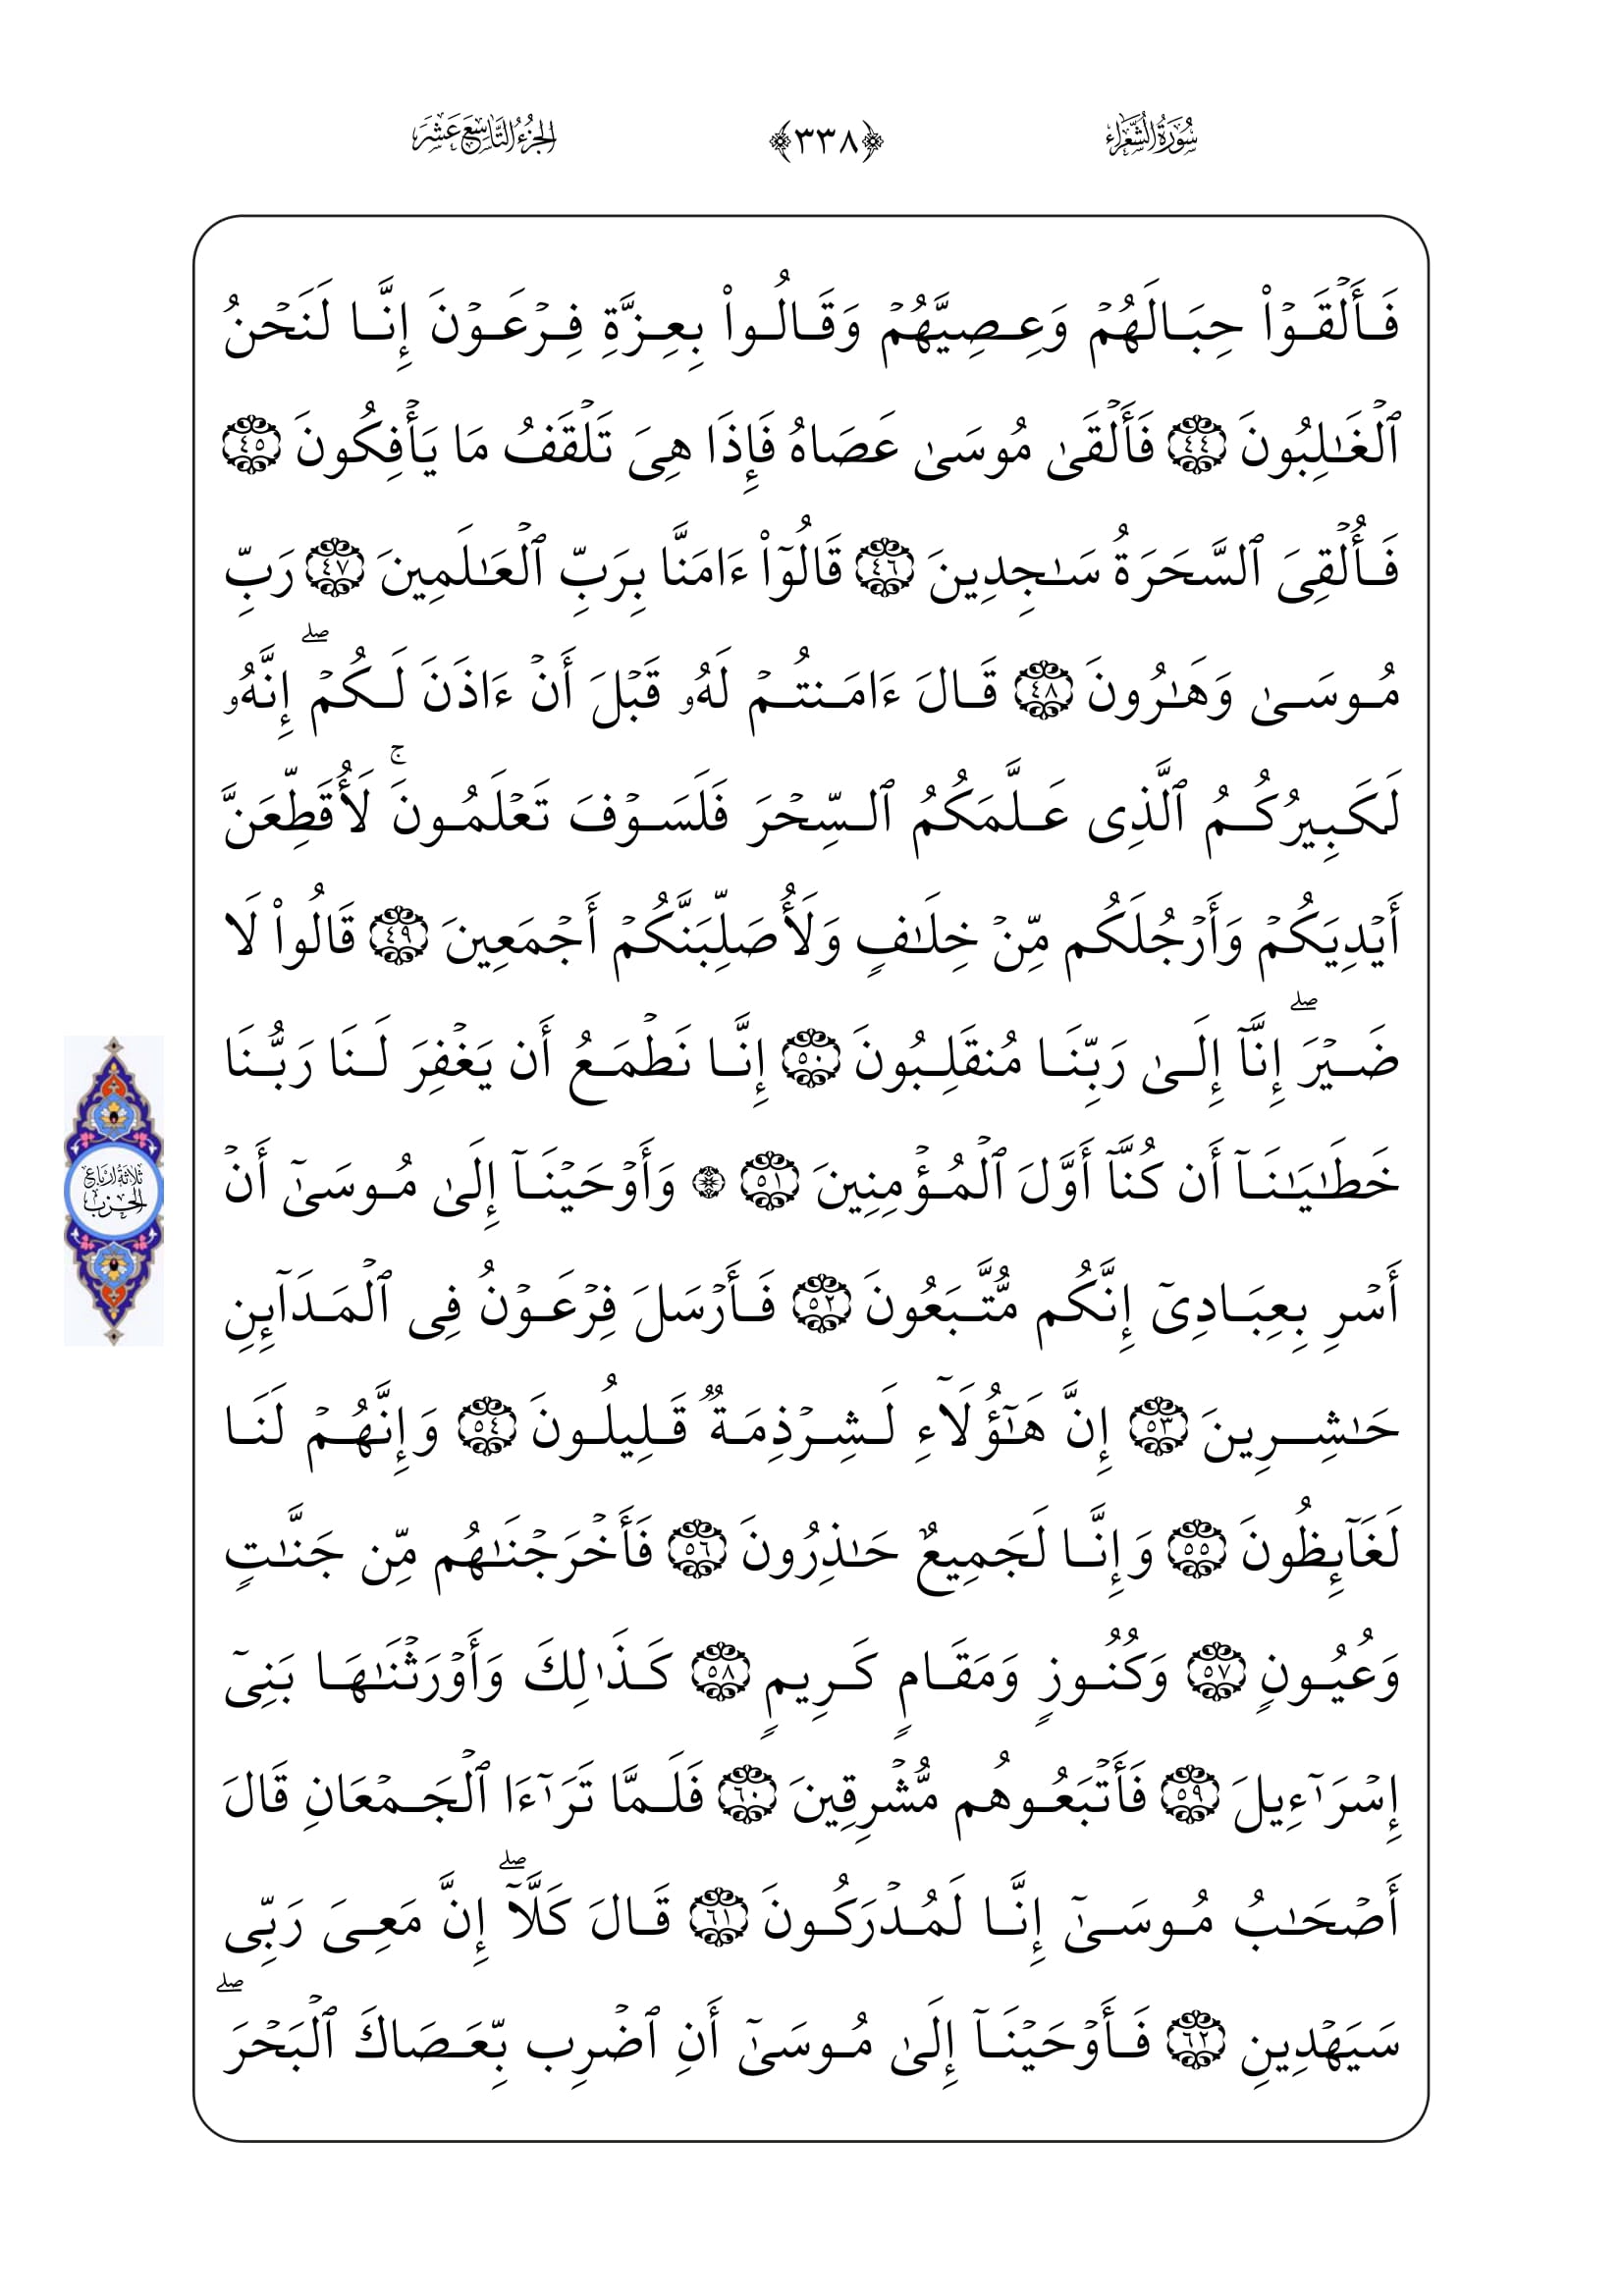 سُورَةُ الشُّعَرَاءِ ﴿٣٣٨﴾ الجُزْءُ التَّاسِعَ عَشَرَ
فَأَلۡقَوۡاْ حِبَالَهُمۡ وَعِصِيَّهُمۡ وَقَالُواْ بِعِزَّةِ فِرۡعَوۡنَ إِنَّا لَنَحۡنُ
ٱلۡغَٰلِبُونَ ٤٤ فَأَلۡقَىٰ مُوسَىٰ عَصَاهُ فَإِذَا هِيَ تَلۡقَفُ مَا يَأۡفِكُونَ ٤٥
فَأُلۡقِيَ ٱلسَّحَرَةُ سَٰجِدِينَ ٤٦ قَالُوٓاْ ءَامَنَّا بِرَبِّ ٱلۡعَٰلَمِينَ ٤٧ رَبِّ
مُوسَىٰ وَهَٰرُونَ ٤٨ قَالَ ءَامَنتُمۡ لَهُۥ قَبۡلَ أَنۡ ءَاذَنَ لَكُمۡۖ إِنَّهُۥ
لَكَبِيرُكُمُ ٱلَّذِي عَلَّمَكُمُ ٱلسِّحۡرَ فَلَسَوۡفَ تَعۡلَمُونَۚ لَأُقَطِّعَنَّ
أَيۡدِيَكُمۡ وَأَرۡجُلَكُم مِّنۡ خِلَٰفٖ وَلَأُصَلِّبَنَّكُمۡ أَجۡمَعِينَ ٤٩ قَالُواْ لَا
ضَيۡرَۖ إِنَّآ إِلَىٰ رَبِّنَا مُنقَلِبُونَ ٥٠ إِنَّا نَطۡمَعُ أَن يَغۡفِرَ لَنَا رَبُّنَا
خَطَٰيَٰنَآ أَن كُنَّآ أَوَّلَ ٱلۡمُؤۡمِنِينَ ٥١ ۞ وَأَوۡحَيۡنَآ إِلَىٰ مُوسَىٰٓ أَنۡ
أَسۡرِ بِعِبَادِيٓ إِنَّكُم مُّتَّبَعُونَ ٥٢ فَأَرۡسَلَ فِرۡعَوۡنُ فِي ٱلۡمَدَآئِنِ
حَٰشِرِينَ ٥٣ إِنَّ هَٰٓؤُلَآءِ لَشِرۡذِمَةٞ قَلِيلُونَ ٥٤ وَإِنَّهُمۡ لَنَا
لَغَآئِظُونَ ٥٥ وَإِنَّا لَجَمِيعٌ حَٰذِرُونَ ٥٦ فَأَخۡرَجۡنَٰهُم مِّن جَنَّٰتٖ
وَعُيُونٖ ٥٧ وَكُنُوزٖ وَمَقَامٖ كَرِيمٖ ٥٨ كَذَٰلِكَ وَأَوۡرَثۡنَٰهَا بَنِيٓ
إِسۡرَٰٓءِيلَ ٥٩ فَأَتۡبَعُوهُم مُّشۡرِقِينَ ٦٠ فَلَمَّا تَرَٰٓءَا ٱلۡجَمۡعَانِ قَالَ
أَصۡحَٰبُ مُوسَىٰٓ إِنَّا لَمُدۡرَكُونَ ٦١ قَالَ كَلَّآۖ إِنَّ مَعِيَ رَبِّي
سَيَهۡدِينِ ٦٢ فَأَوۡحَيۡنَآ إِلَىٰ مُوسَىٰٓ أَنِ ٱضۡرِب بِّعَصَاكَ ٱلۡبَحۡرَۖ
ثَلَاثَةُ أَرْبَاعِ
الحِزْب